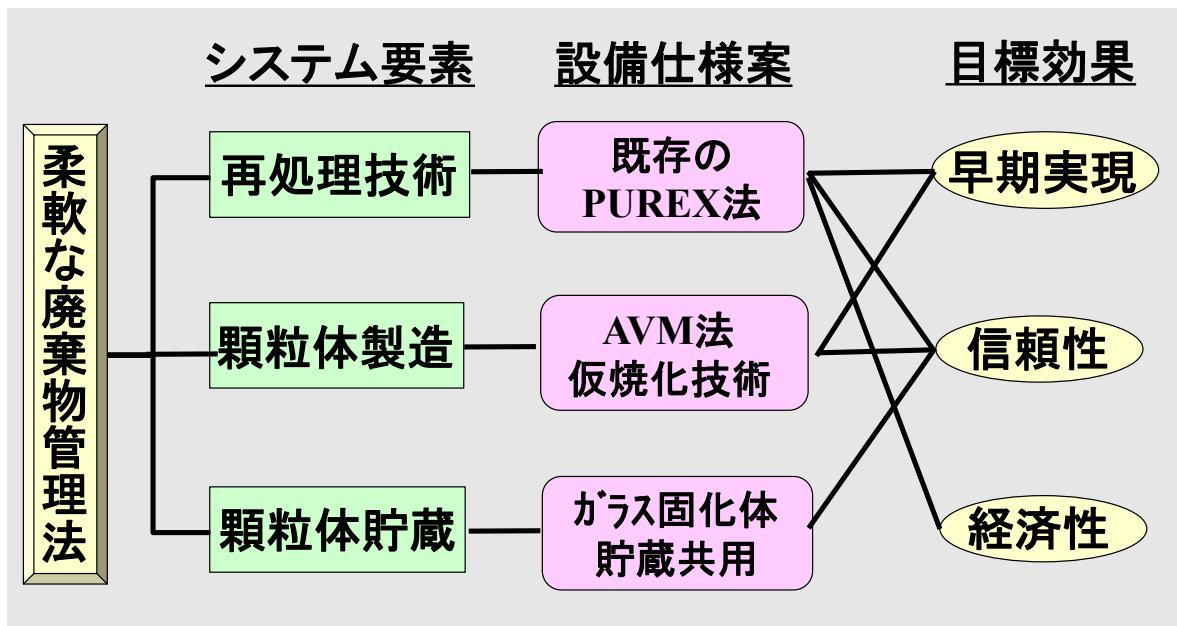 システム要素
設備仕様案
目標効果
柔軟な廃棄物管理法
再処理技術
既存の
PUREX法
早期実現
顆粒体製造
AVM法
仮焼化技術
信頼性
顆粒体貯蔵
ｶﾞﾗｽ固化体
貯蔵共用
経済性